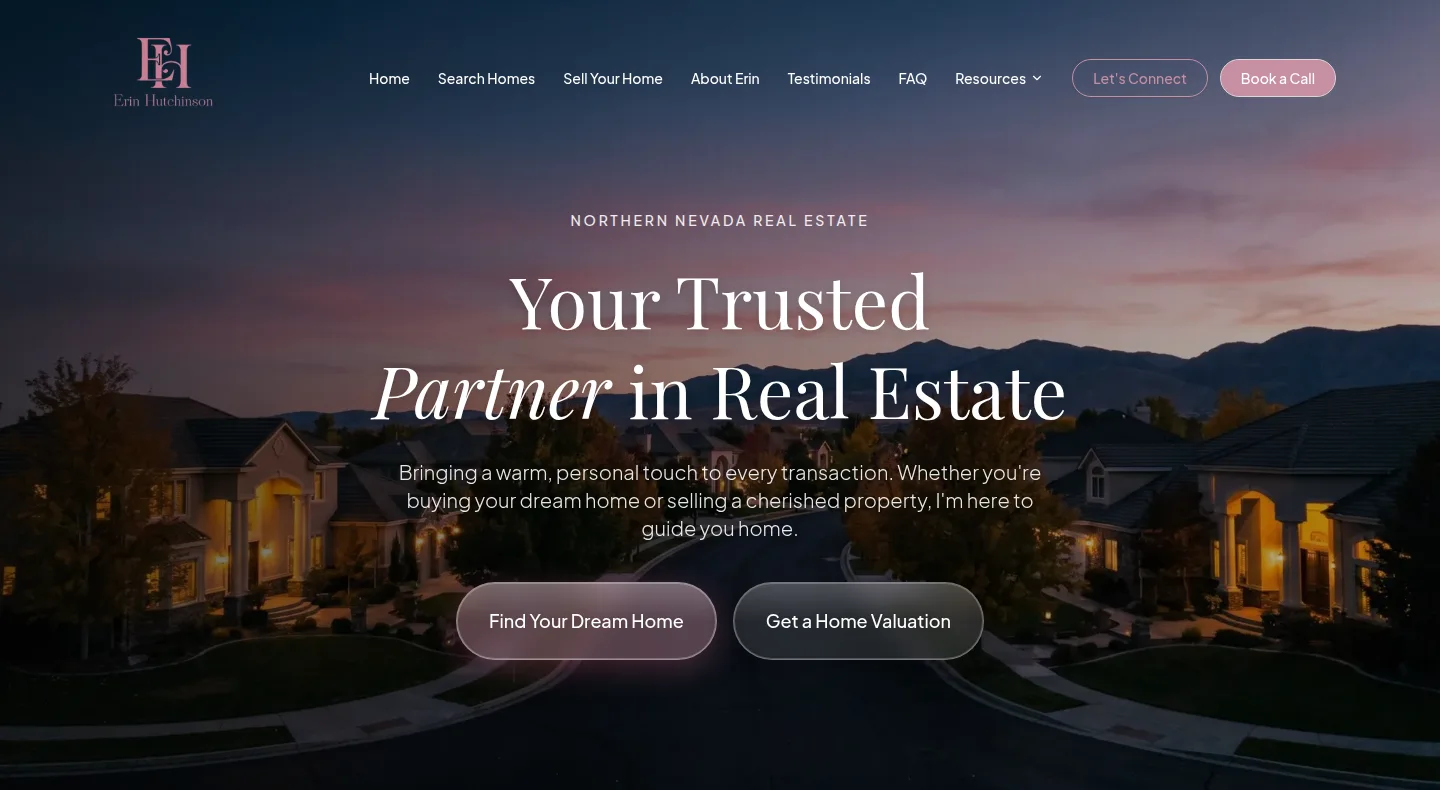 EH
Erin Hutchinson
Home
Search Homes
Sell Your Home
About Erin
Testimonials
FAQ
Resources
Let's Connect
Book a Call
NORTHERN NEVADA REAL ESTATE
Your Trusted
Partner in Real Estate
Bringing a warm, personal touch to every transaction. Whether you're
buying your dream home or selling a cherished property, I'm here to
guide you home.
Find Your Dream Home
Get a Home Valuation